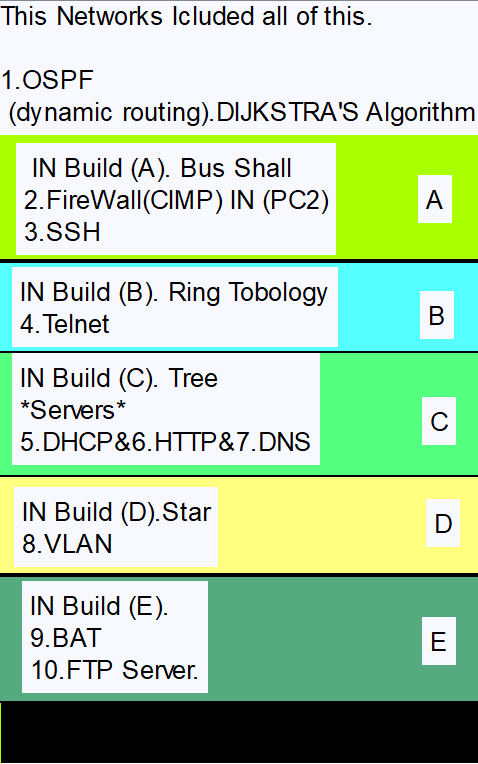 This Networks Icluded all of this.
1.OSPF
(dynamic routing).DIJKSTRA'S Algorithm
IN Build (A). Bus Shall
2.FireWall(CIMP) IN (PC2)
3.SSH
A
IN Build (B). Ring Tobology
4.Telnet
B
IN Build (C). Tree
*Servers*
5.DHCP&6.HTTP&7.DNS
C
IN Build (D).Star
8.VLAN
D
IN Build (E).
9.BAT
10.FTP Server.
E